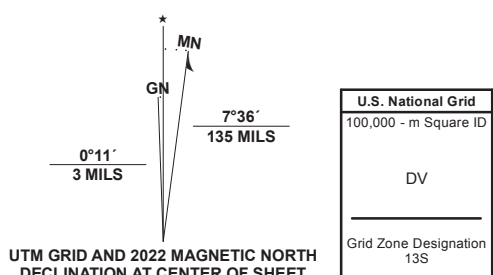 ★
MN
GN
7°36´
135 MILS
0°11´
3 MILS
UTM GRID AND 2022 MAGNETIC NORTH
DECLINATION AT CENTER OF SHEET
U.S. National Grid
100,000 - m Square ID
DV
Grid Zone Designation
13S